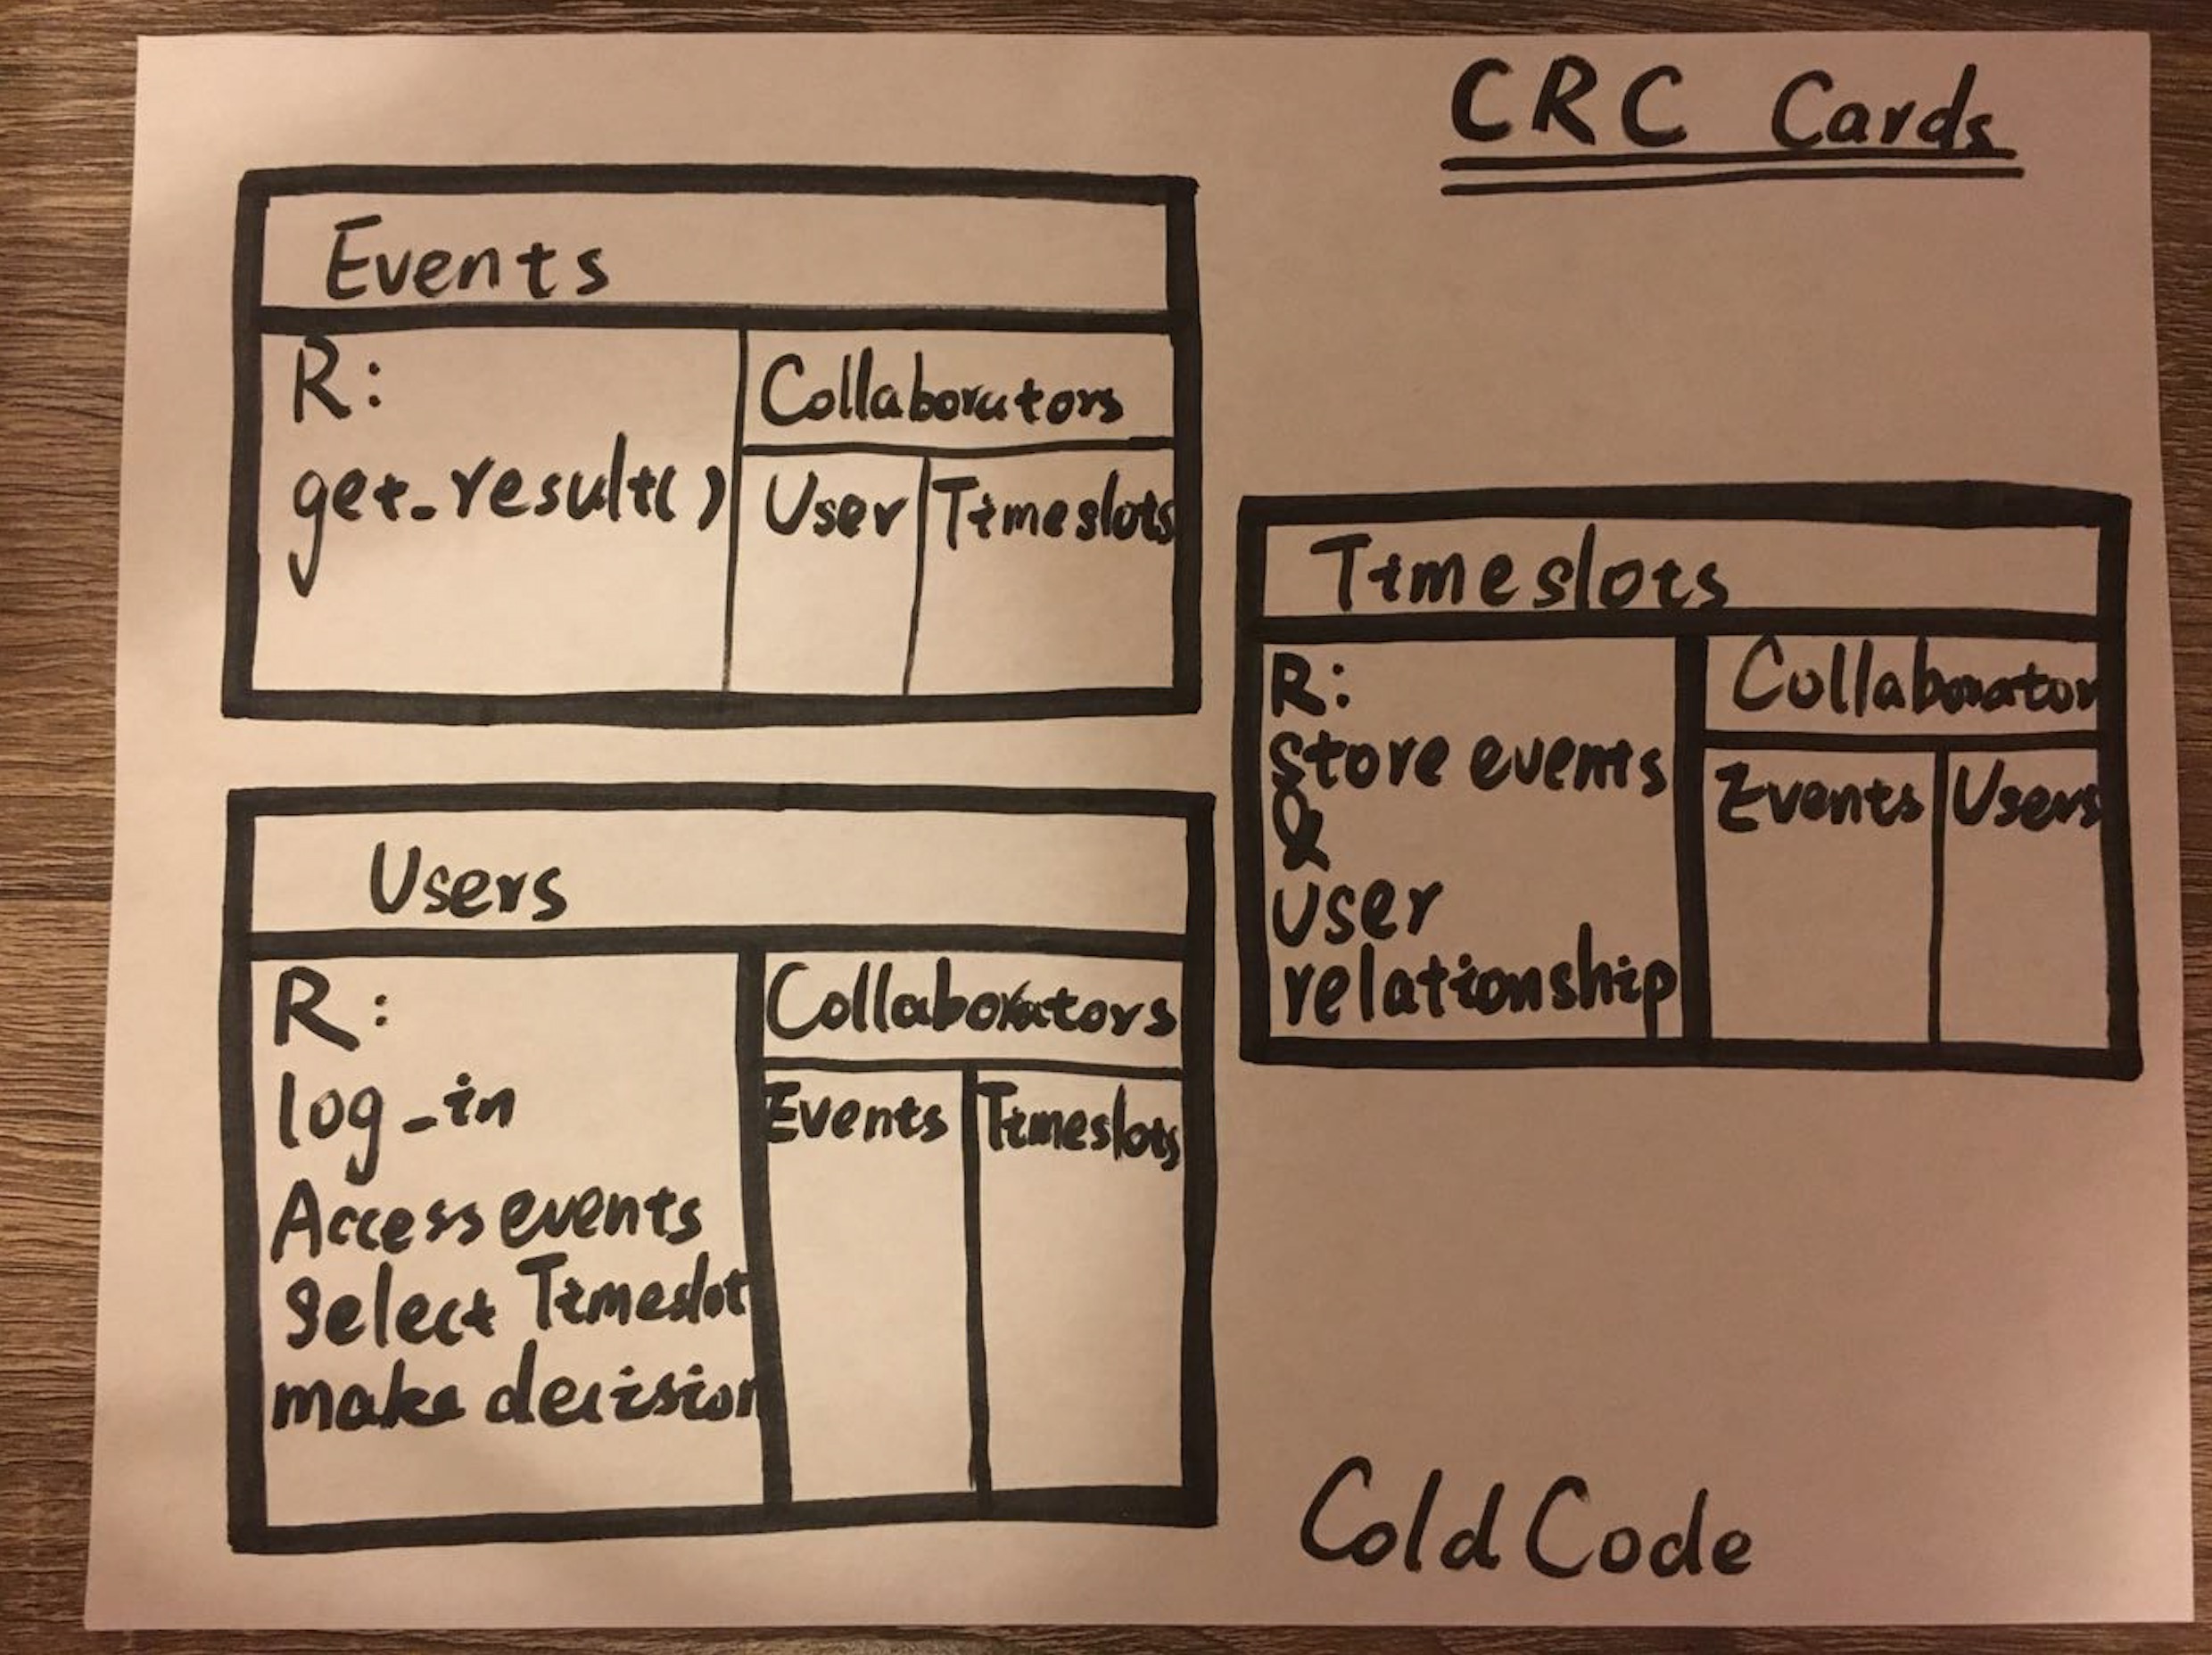 CRC Cards
Events
R:
get_result()
Collaborators
User Timeslots
Timeslots
R:
Store events
&
user
relationship
Collaborator
Events Users
Users
R:
log_in
Access events
Select Timeslot
make decision
Collaborators
Events Timeslots
Cold Code